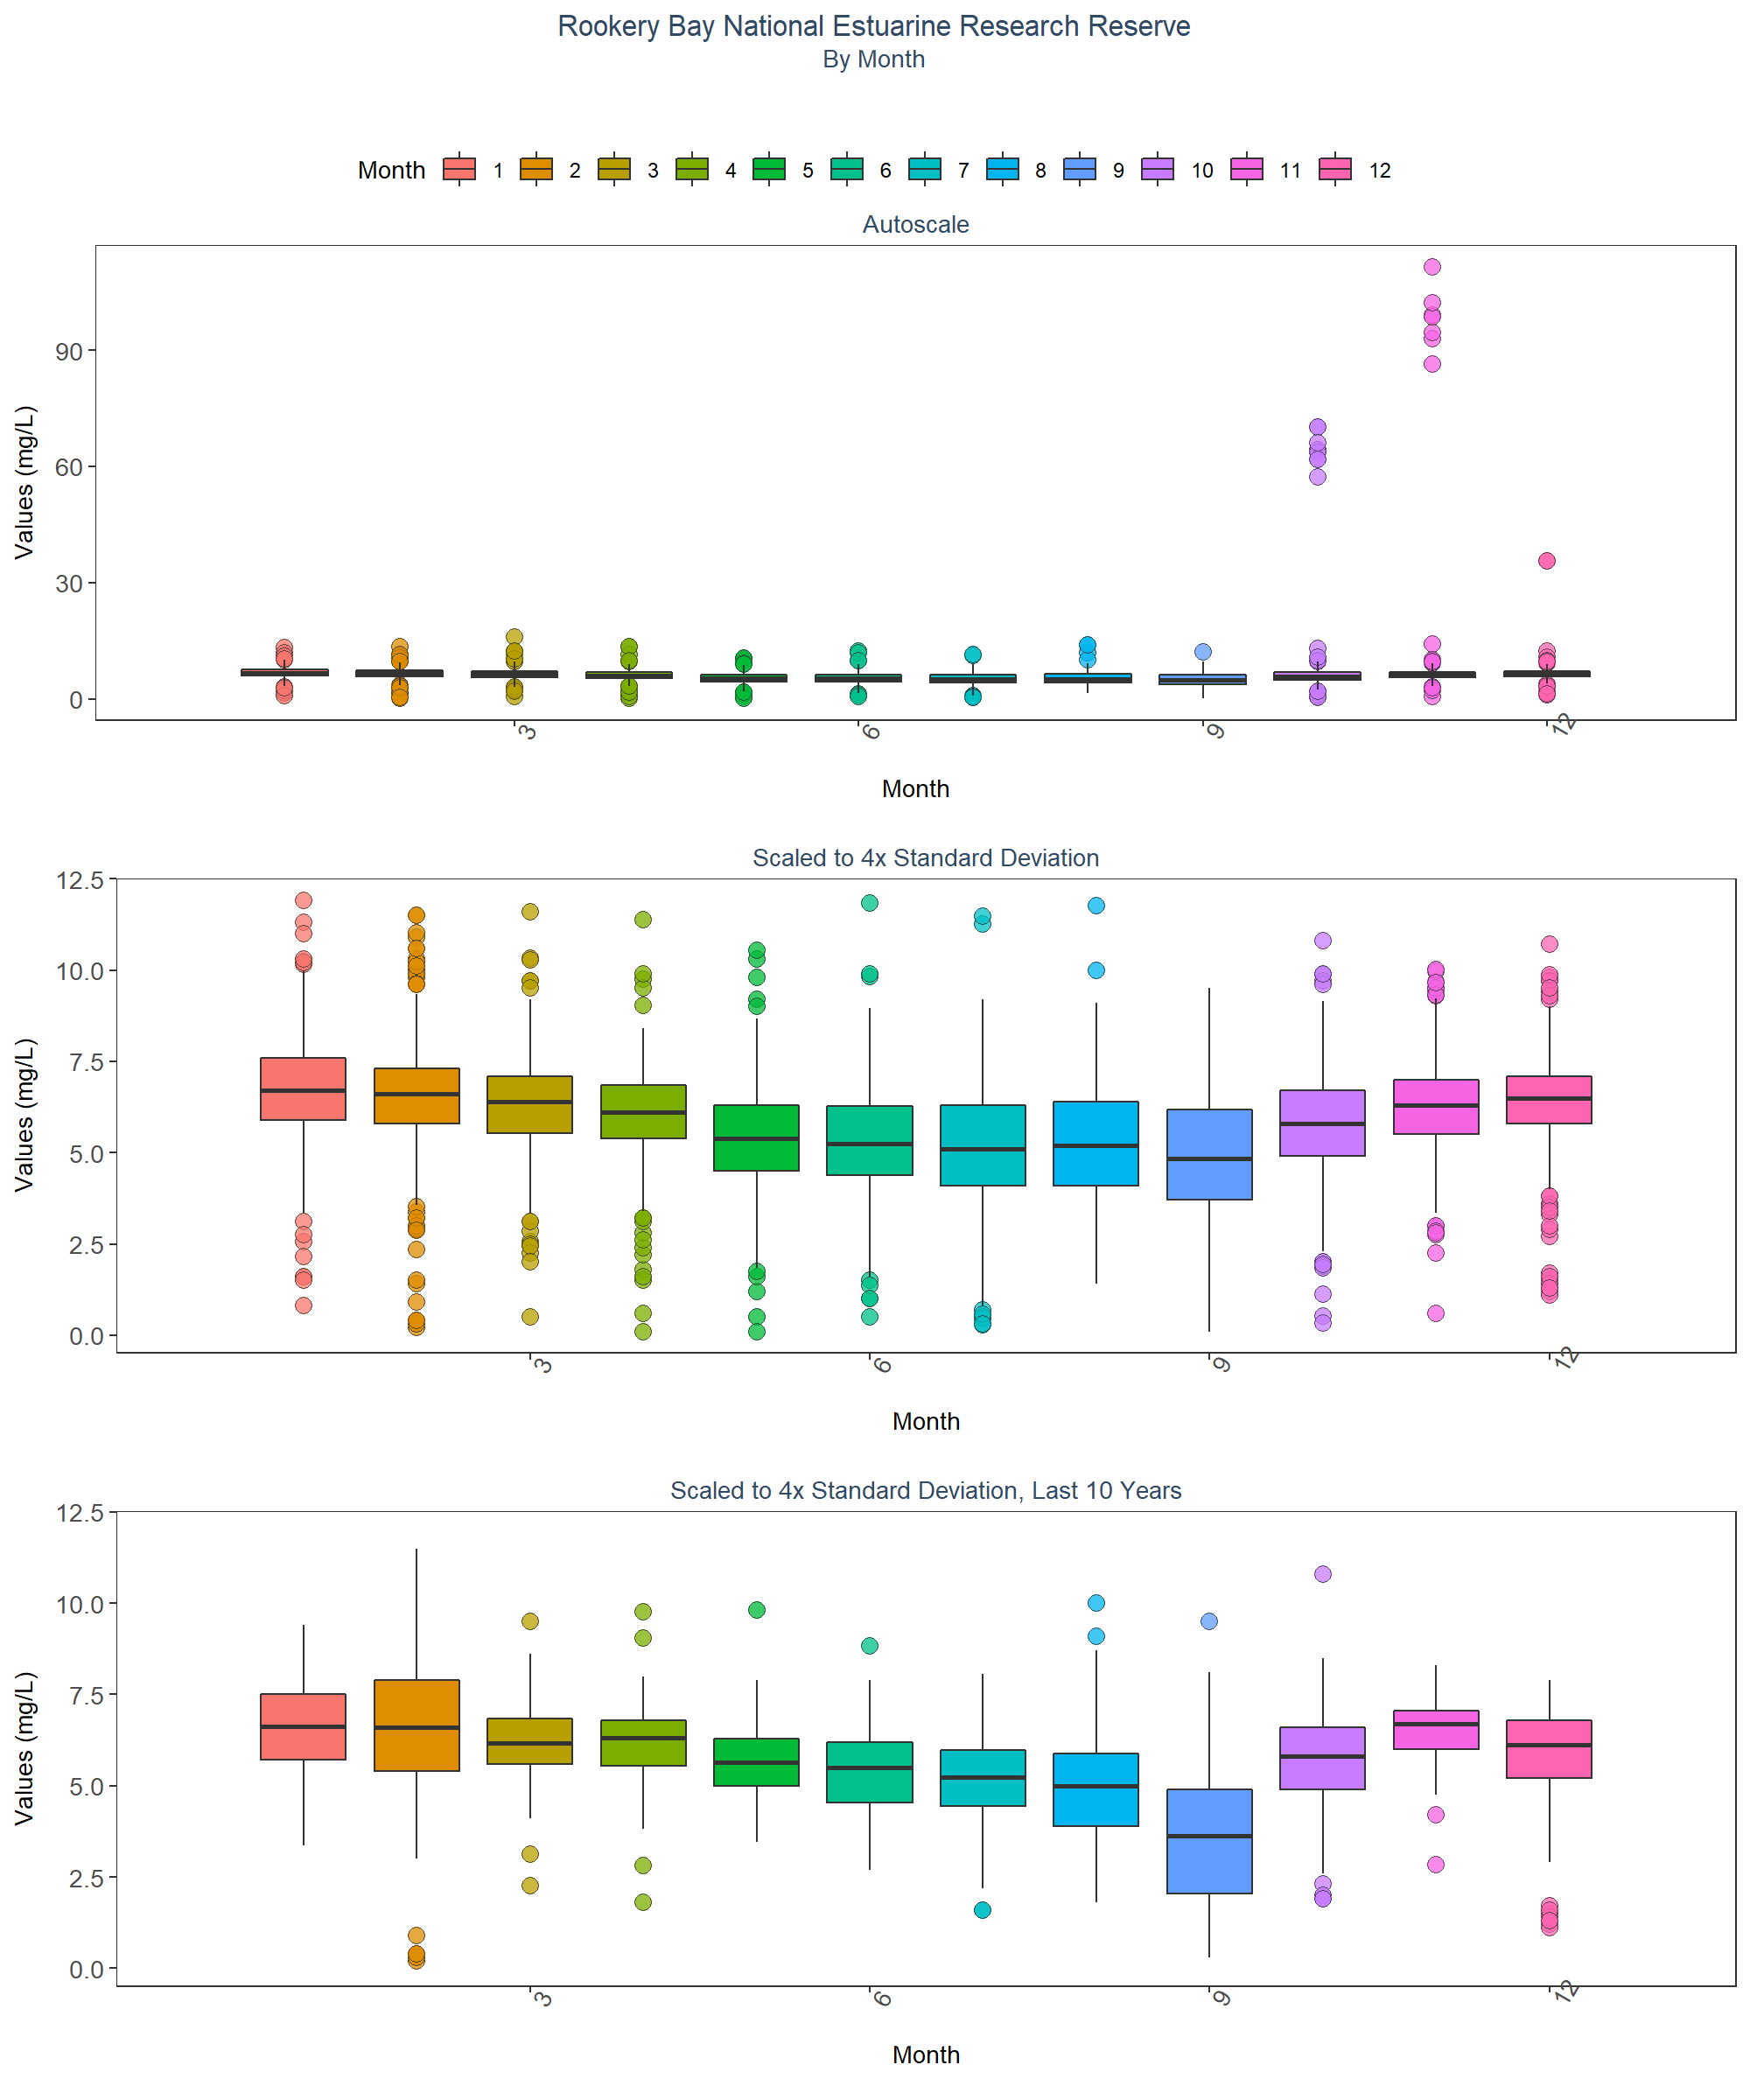 Rookery Bay National Estuarine Research Reserve
By Month
Month 1 2 3 4 5 6 7 8 9 10 11 12
Autoscale
Values (mg/L)
90
60
30
0
3 6 9 12
Month
Scaled to 4x Standard Deviation
Values (mg/L)
12.5
10.0
7.5
5.0
2.5
0.0
3 6 9 12
Month
Scaled to 4x Standard Deviation, Last 10 Years
Values (mg/L)
12.5
10.0
7.5
5.0
2.5
0.0
3 6 9 12
Month